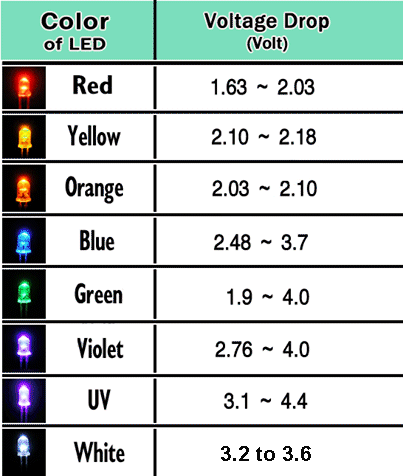 Color
of LED
Voltage Drop
(Volt)
Red 1.63 ~ 2.03
Yellow 2.10 ~ 2.18
Orange 2.03 ~ 2.10
Blue 2.48 ~ 3.7
Green 1.9 ~ 4.0
Violet 2.76 ~ 4.0
UV 3.1 ~ 4.4
White 3.2 to 3.6